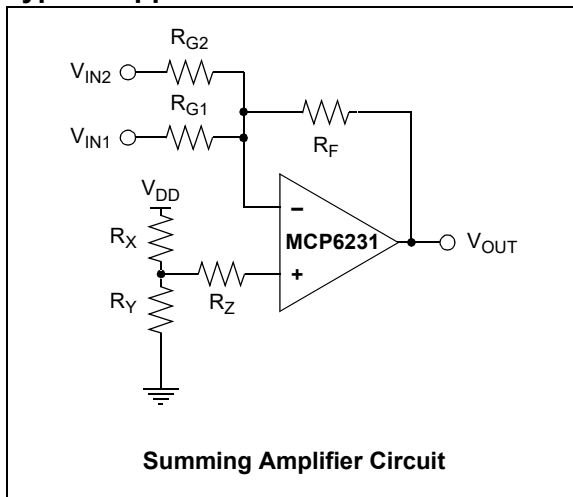 R_G2
V_IN2
R_G1
V_IN1
R_F
V_DD
R_X
−
MCP6231
V_OUT
+
R_Y
R_Z
Summing Amplifier Circuit